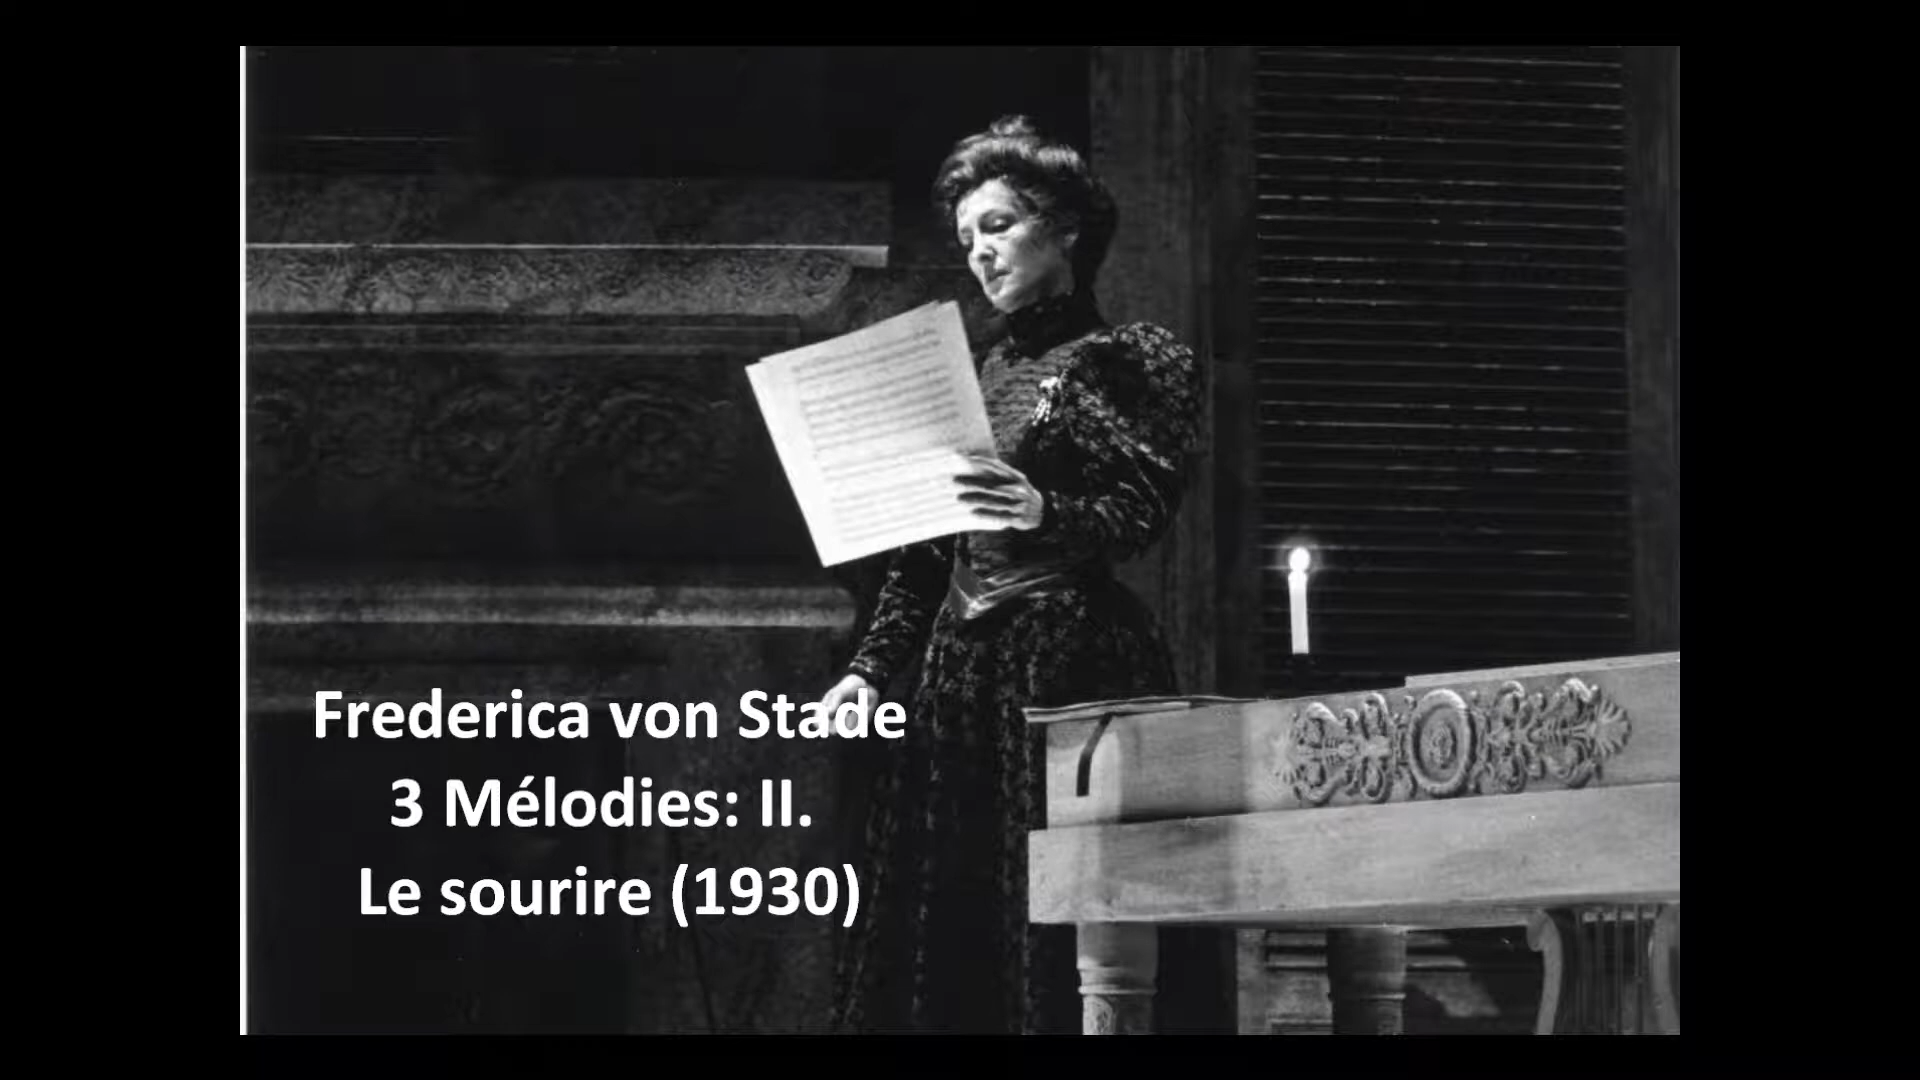 Frederica von Stade
3 Mélodies: II.
Le sourire (1930)